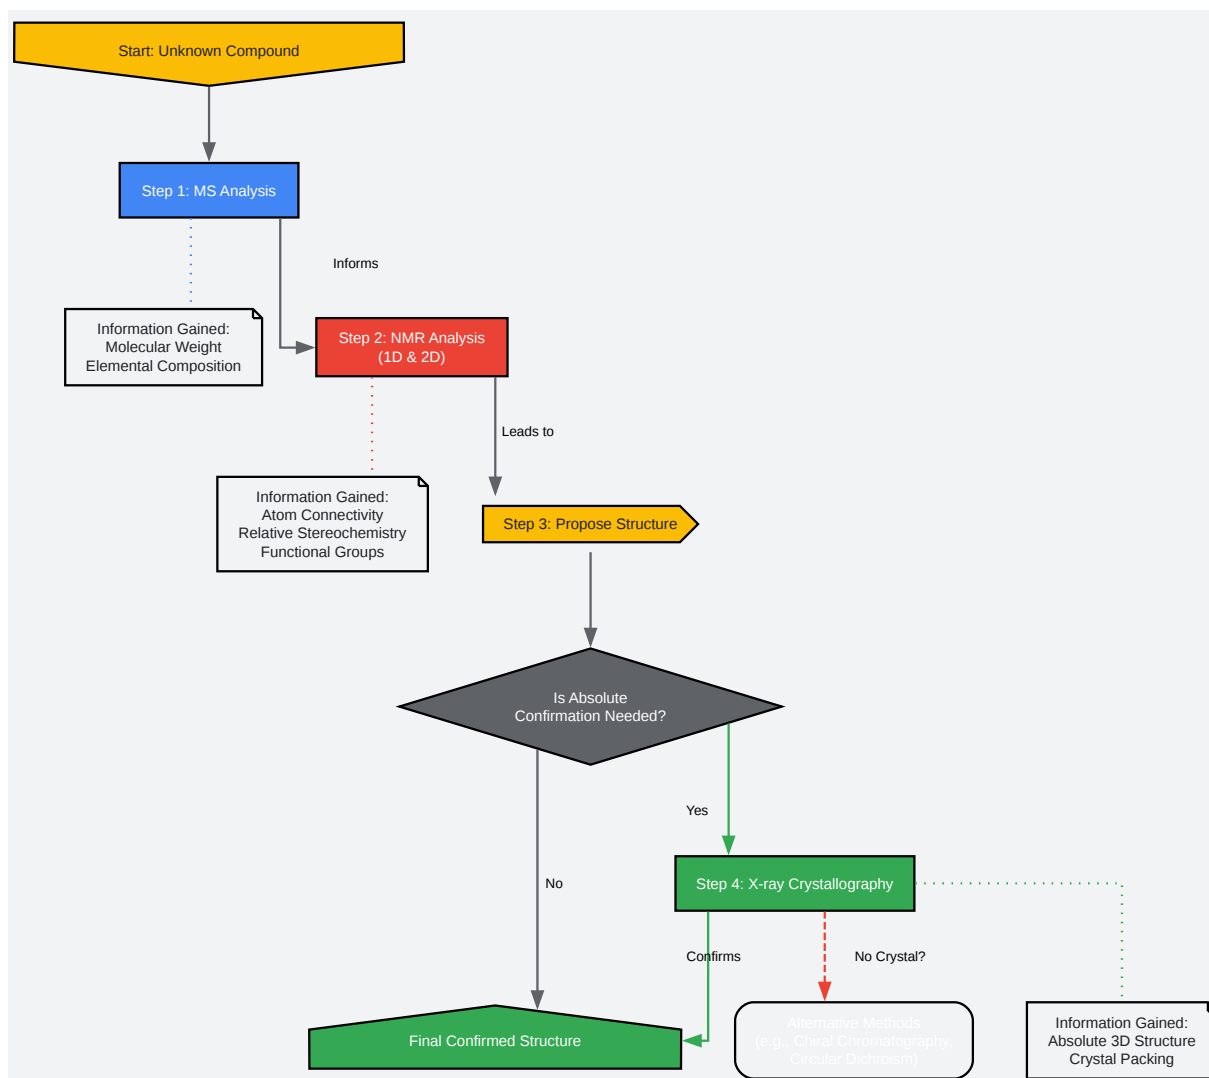 Start: Unknown Compound
Step 1: MS Analysis
Informs
Information Gained:
Molecular Weight
Elemental Composition
Step 2: NMR Analysis
(1D & 2D)
Leads to
Information Gained:
Atom Connectivity
Relative Stereochemistry
Functional Groups
Step 3: Propose Structure
Is Absolute
Confirmation Needed?
Yes
No
Step 4: X-ray Crystallography
Confirms
No Crystal?
Final Confirmed Structure
Alternative Methods
(e.g., Chiral Chromatography,
Circular Dichroism)
Information Gained:
Absolute 3D Structure
Crystal Packing